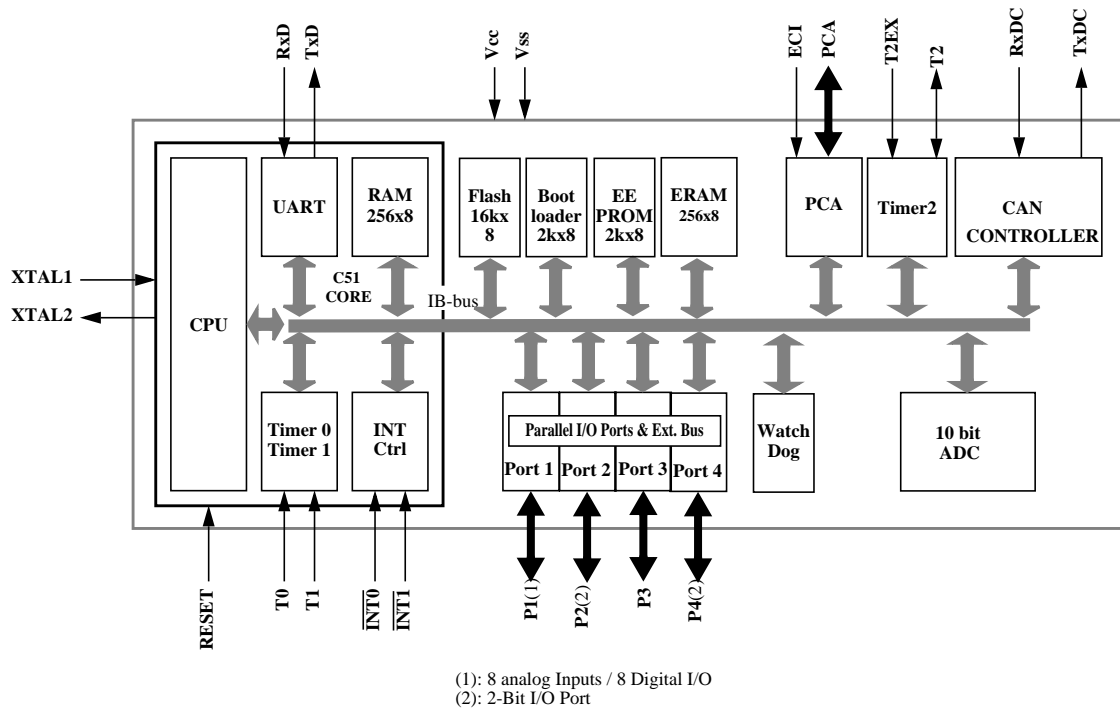 RxD
TxD
Vcc
Vss
ECI
PCA
T2EX
T2
RxDC
TxDC
XTAL1
XTAL2
CPU
UART
RAM
256x8
C51
CORE
IB-bus
Flash
16kx
8
Boot
loader
2kx8
EE
PROM
2kx8
ERAM
256x8
PCA
Timer2
CAN
CONTROLLER
Timer 0
Timer 1
INT
Ctrl
Parallel I/O Ports & Ext. Bus
Port 1
Port 2
Port 3
Port 4
Watch
Dog
10 bit
ADC
RESET
T0
T1
INT0
INT1
P1(1)
P2(2)
P3
P4(2)
(1): 8 analog Inputs / 8 Digital I/O
(2): 2-Bit I/O Port